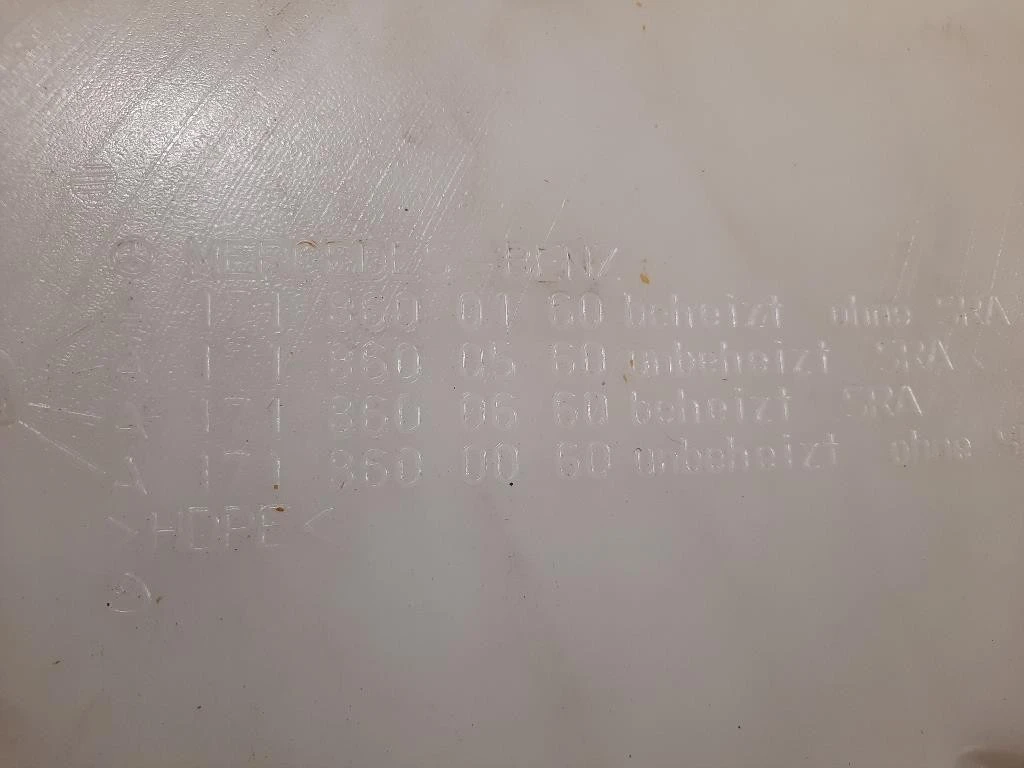 MERCEDES-BENZ
A 171 860 01 60 beheizt ohne SRA
A 171 860 05 60 unbeheizt SRA
A 171 860 06 60 beheizt SRA
A 171 860 00 60 unbeheizt ohne
>HDPE<